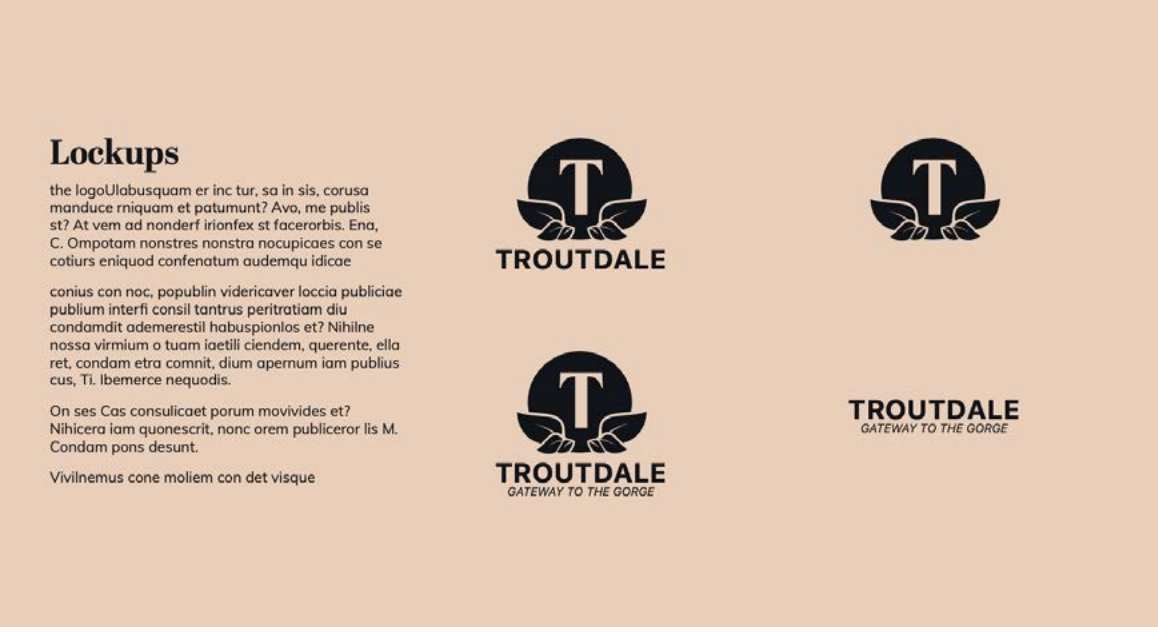 Lockups
the logoUlabusquam er inc tur, sa in sis, corusa
manduce rniquam et patumunt? Avo, me publis
st? At vem ad nonderf irionfex st facerorbis. Ena,
C. Ompotam nonstres nonstra nocupicaes con se
cotiurs eniquod confenatum audemqu idicae
conius con noc, popublin videricaver loccia publiciae
publium interfi consil tantrus peritratiam diu
condamdit ademerestil habuspionlos et? Nihilne
nossa virmium o tuam iaetili ciendem, querente, ella
ret, condam etra comnit, dium apernum iam publius
cus, Ti. Ibemerce nequodis.
On ses Cas consulicaet porum movivides et?
Nihicera iam quonescrit, nonc orem publiceror lis M.
Condam pons desunt.
Vivilnemus cone moliem con det visque
T
TROUTDALE
T
T
TROUTDALE
GATEWAY TO THE GORGE
TROUTDALE
GATEWAY TO THE GORGE